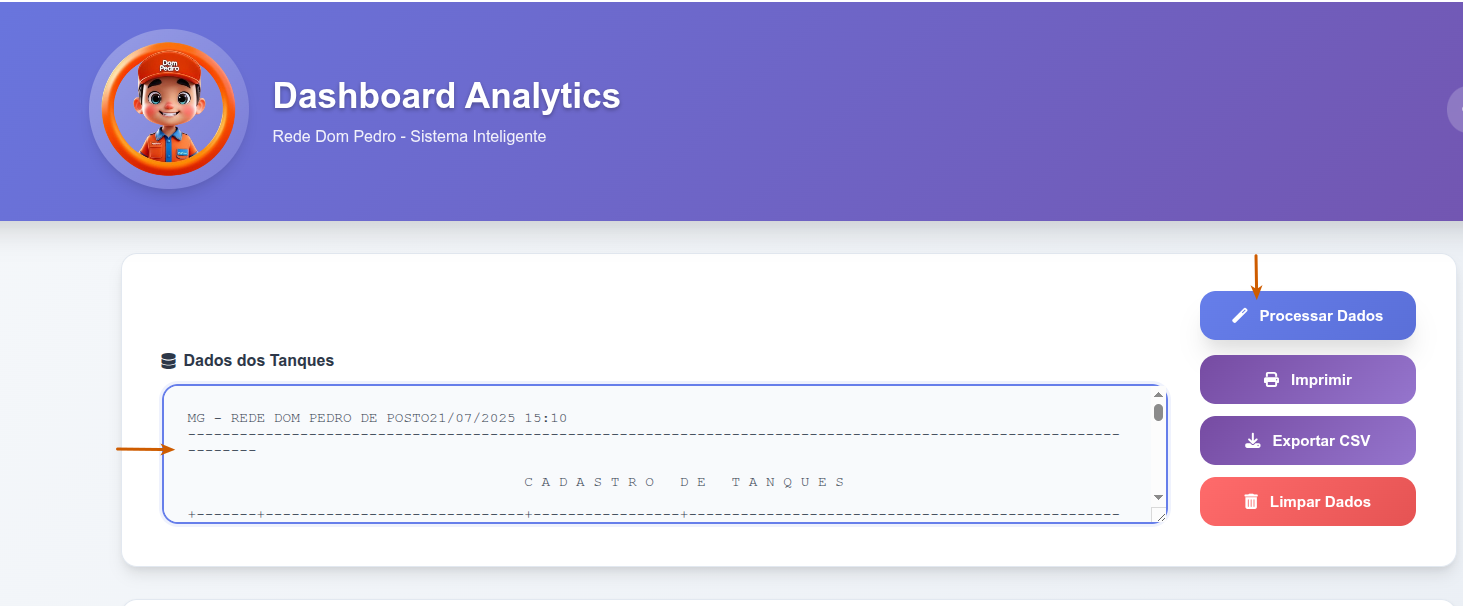 Dom
Pedro
Dashboard Analytics
Rede Dom Pedro - Sistema Inteligente
Processar Dados
Imprimir
Exportar CSV
Limpar Dados
Dados dos Tanques
MG - REDE DOM PEDRO DE POSTO21/07/2025 15:10
------------------------------------------------------------------------------------------------------------
--------
C A D A S T R O   D E   T A N Q U E S
+-------+------------------------------+-----------------+--------------------------------------------------